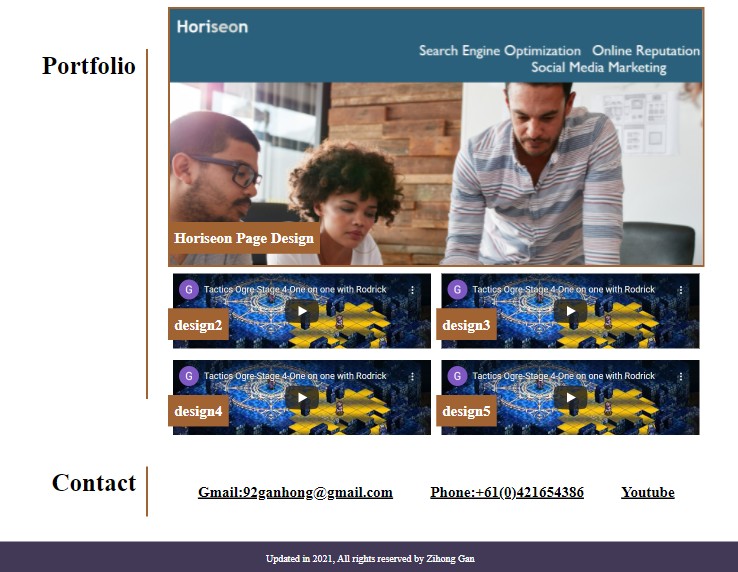 Horiseon
Search Engine Optimization Online Reputation
Social Media Marketing
Portfolio
Horiseon Page Design
G Tactics Ogre-Stage 4-One on one with Rodrick
design2
G Tactics Ogre-Stage 4-One on one with Rodrick
design3
G Tactics Ogre-Stage 4-One on one with Rodrick
design4
G Tactics Ogre-Stage 4-One on one with Rodrick
design5
Contact
Gmail:92ganhong@gmail.com
Phone:+61(0)421654386
Youtube
Updated in 2021, All rights reserved by Zihong Gan